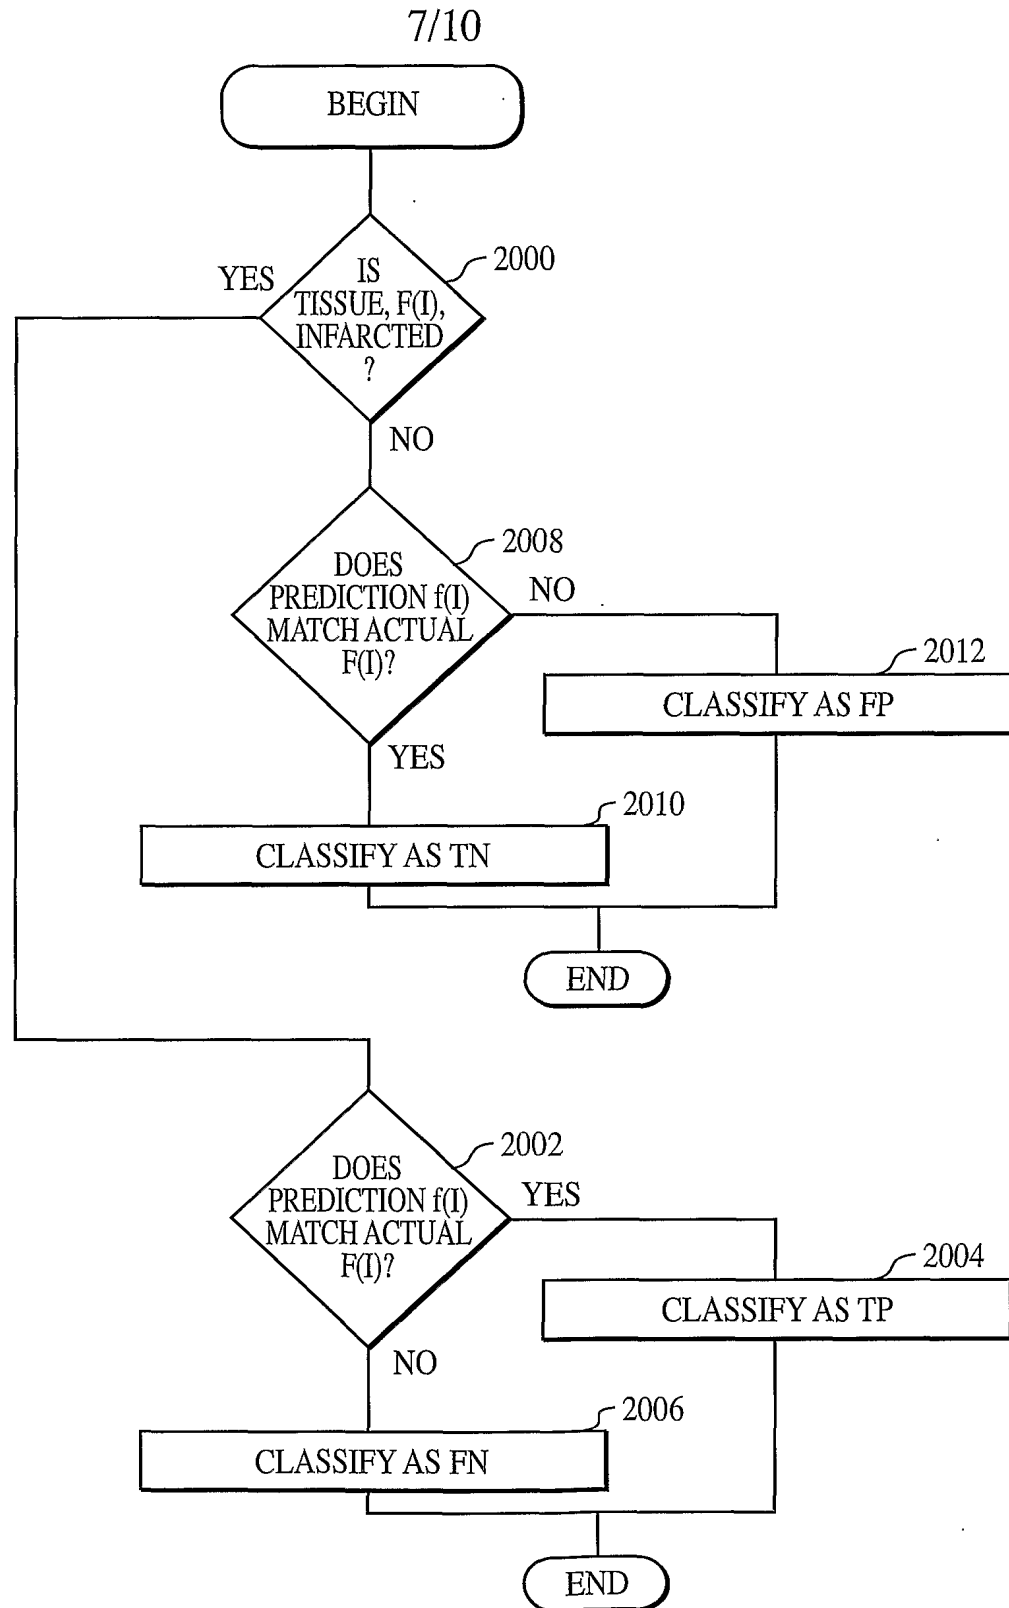 7/10
BEGIN
2000
YES
IS
TISSUE, F(I),
INFARCTED
?
NO
2008
DOES
PREDICTION f(I)
MATCH ACTUAL
F(I)?
NO
2012
CLASSIFY AS FP
YES
2010
CLASSIFY AS TN
END
2002
DOES
PREDICTION f(I)
MATCH ACTUAL
F(I)?
YES
2004
CLASSIFY AS TP
NO
2006
CLASSIFY AS FN
END